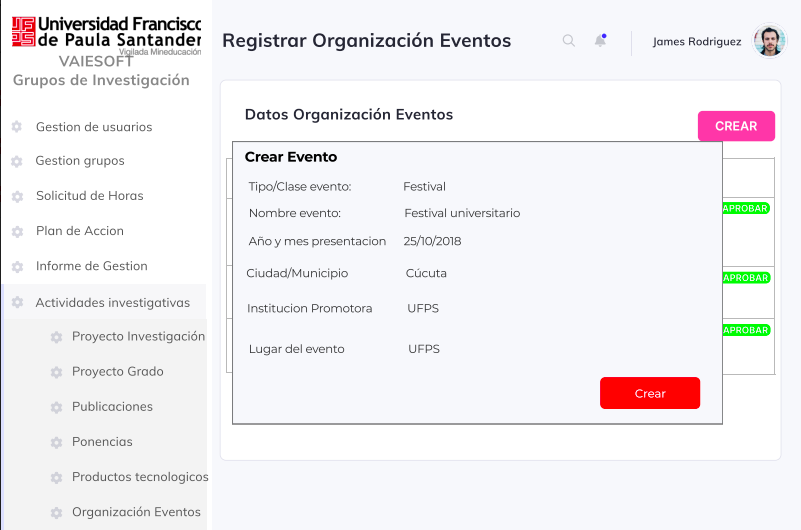 Universidad Francisco
de Paula Santander
Vigilada Mineducación
VAIESOFT
Grupos de Investigación
Gestion de usuarios
Gestion grupos
Solicitud de Horas
Plan de Accion
Informe de Gestion
Actividades investigativas
Proyecto Investigación
Proyecto Grado
Publicaciones
Ponencias
Productos tecnologicos
Organización Eventos
Registrar Organización Eventos
James Rodriguez
Datos Organización Eventos
CREAR
Crear Evento
Tipo/Clase evento: Festival
Nombre evento: Festival universitario
Año y mes presentacion 25/10/2018
Ciudad/Municipio Cúcuta
Institucion Promotora UFPS
Lugar del evento UFPS
Crear
APROBAR
APROBAR
APROBAR